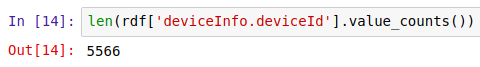 In [14]: len(rdf['deviceInfo.deviceId'].value_counts())
Out[14]: 5566